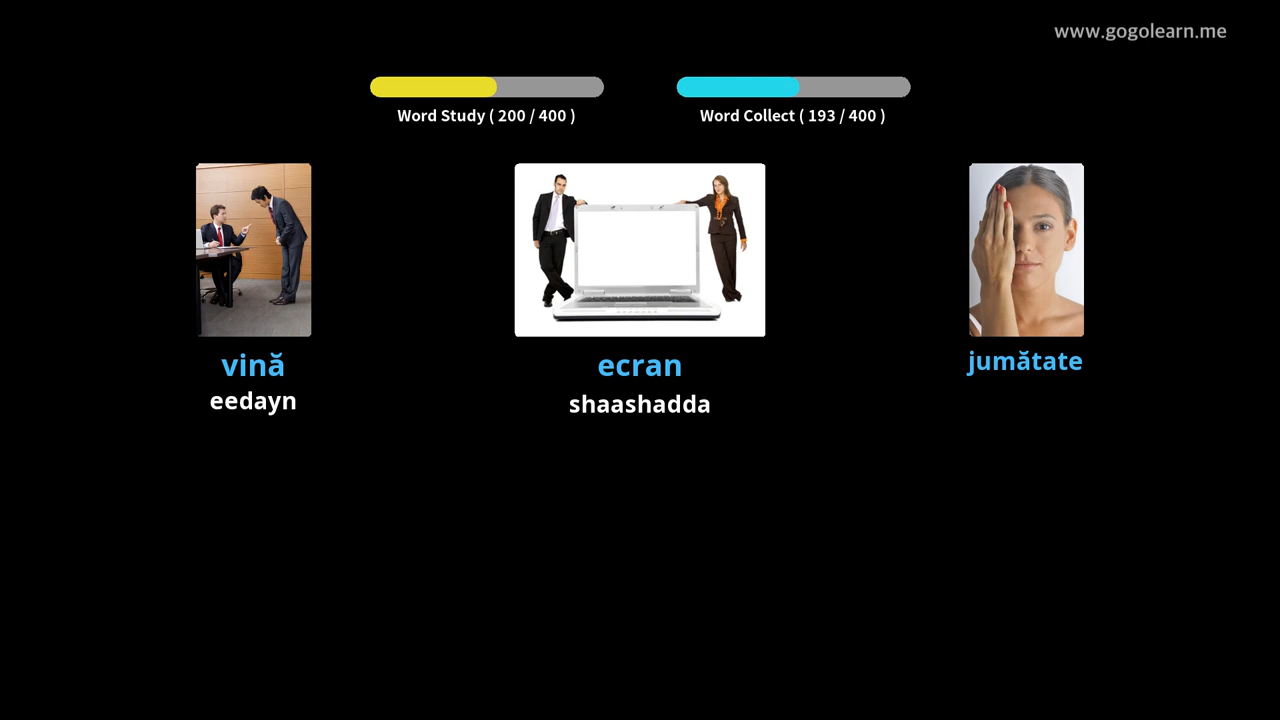 www.gogolearn.me
Word Study ( 200 / 400 )
Word Collect ( 193 / 400 )
vină
eedayn
ecran
shaashadda
jumătate